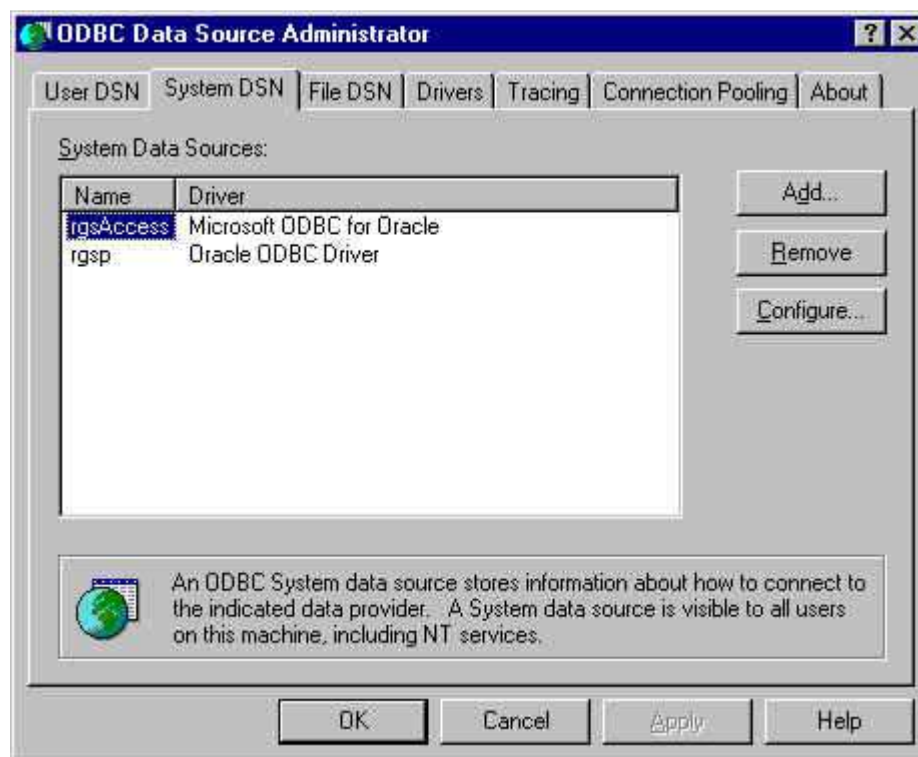 ODBC Data Source Administrator
User DSN System DSN File DSN Drivers Tracing Connection Pooling About
System Data Sources:
Name Driver
rgsAccess Microsoft ODBC for Oracle
rgsp Oracle ODBC Driver
Add...
Remove
Configure...
An ODBC System data source stores information about how to connect to
the indicated data provider. A System data source is visible to all users
on this machine, including NT services.
OK Cancel Apply Help